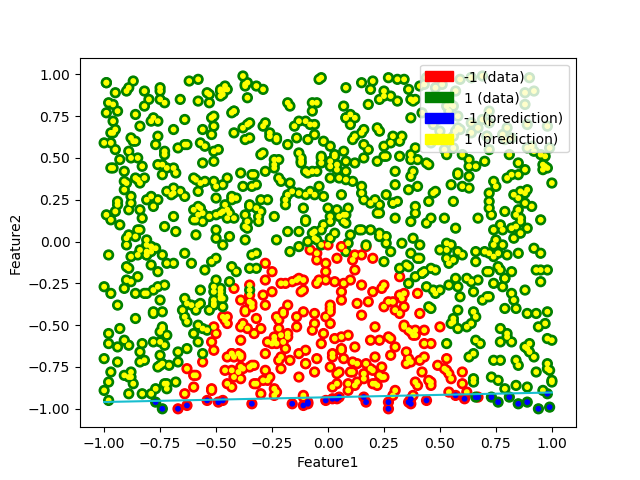 1.00
0.75
0.50
0.25
0.00
−0.25
−0.50
−0.75
−1.00
Feature2
-1 (data)
1 (data)
-1 (prediction)
1 (prediction)
−1.00 −0.75 −0.50 −0.25 0.00 0.25 0.50 0.75 1.00
Feature1